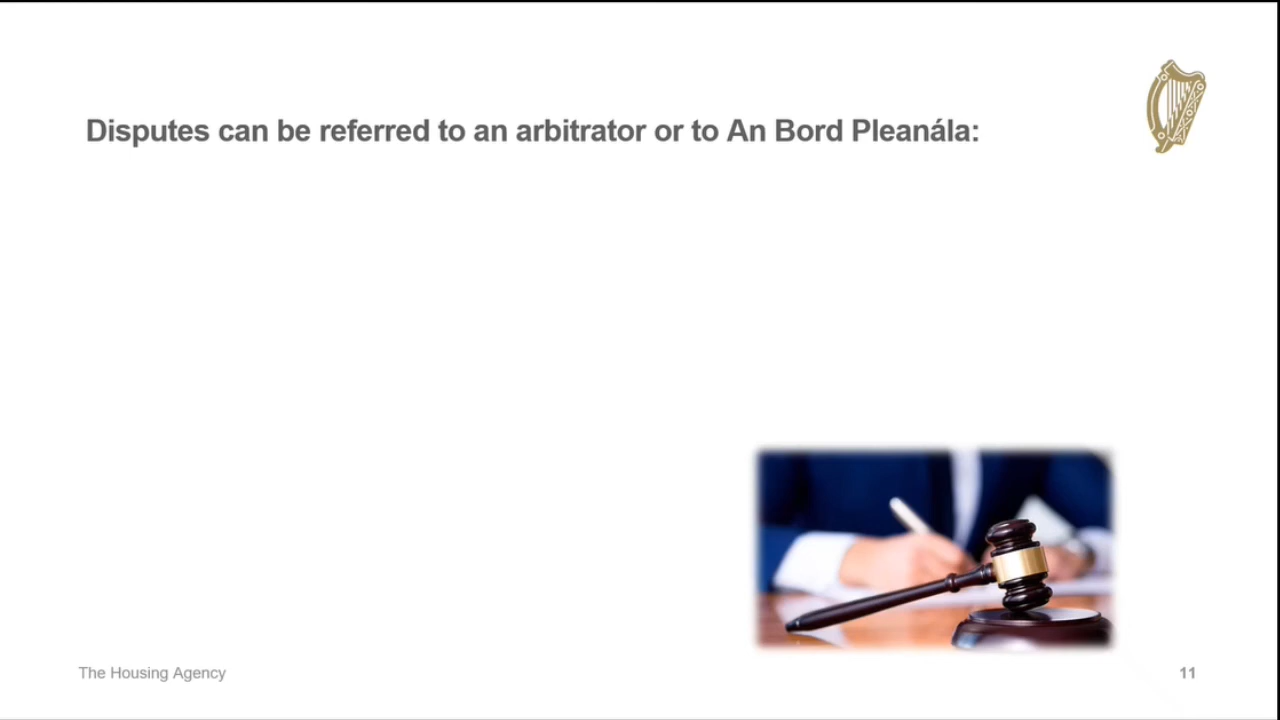 Disputes can be referred to an arbitrator or to An Bord Pleanála:
The Housing Agency
11